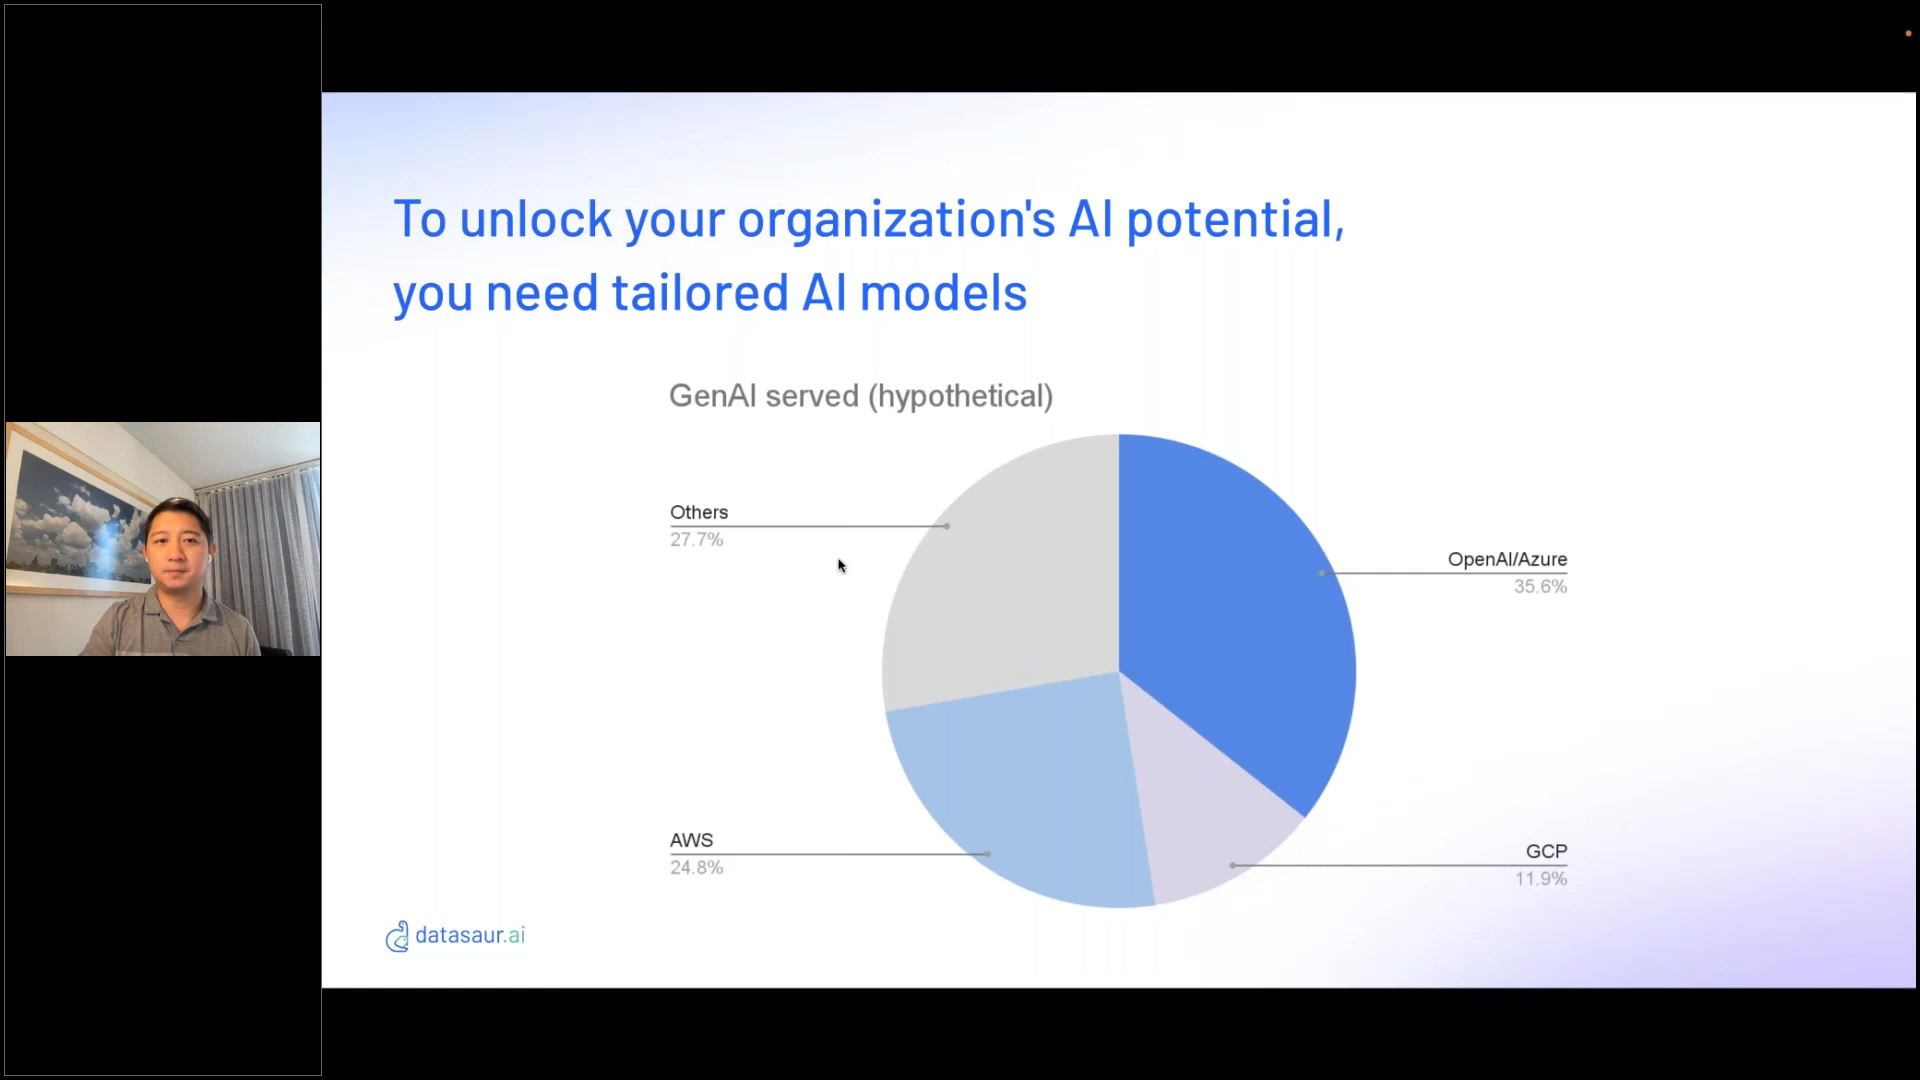 To unlock your organization's AI potential,
you need tailored AI models
GenAI served (hypothetical)
Others
27.7%
OpenAI/Azure
35.6%
AWS
24.8%
GCP
11.9%
datasaur.ai